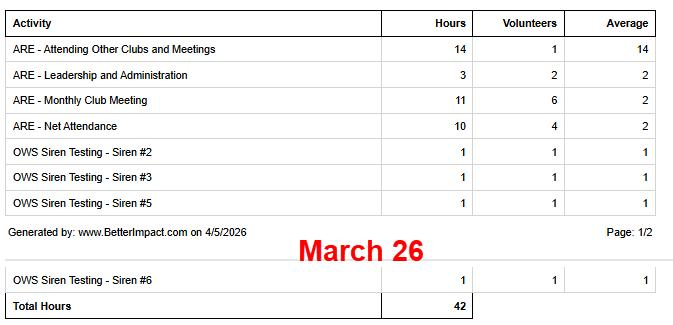 Activity Hours Volunteers Average
ARE - Attending Other Clubs and Meetings 14 1 14
ARE - Leadership and Administration 3 2 2
ARE - Monthly Club Meeting 11 6 2
ARE - Net Attendance 10 4 2
OWS Siren Testing - Siren #2 1 1 1
OWS Siren Testing - Siren #3 1 1 1
OWS Siren Testing - Siren #5 1 1 1
Generated by: www.BetterImpact.com on 4/5/2026 Page: 1/2
March 26
OWS Siren Testing - Siren #6 1 1 1
Total Hours 42